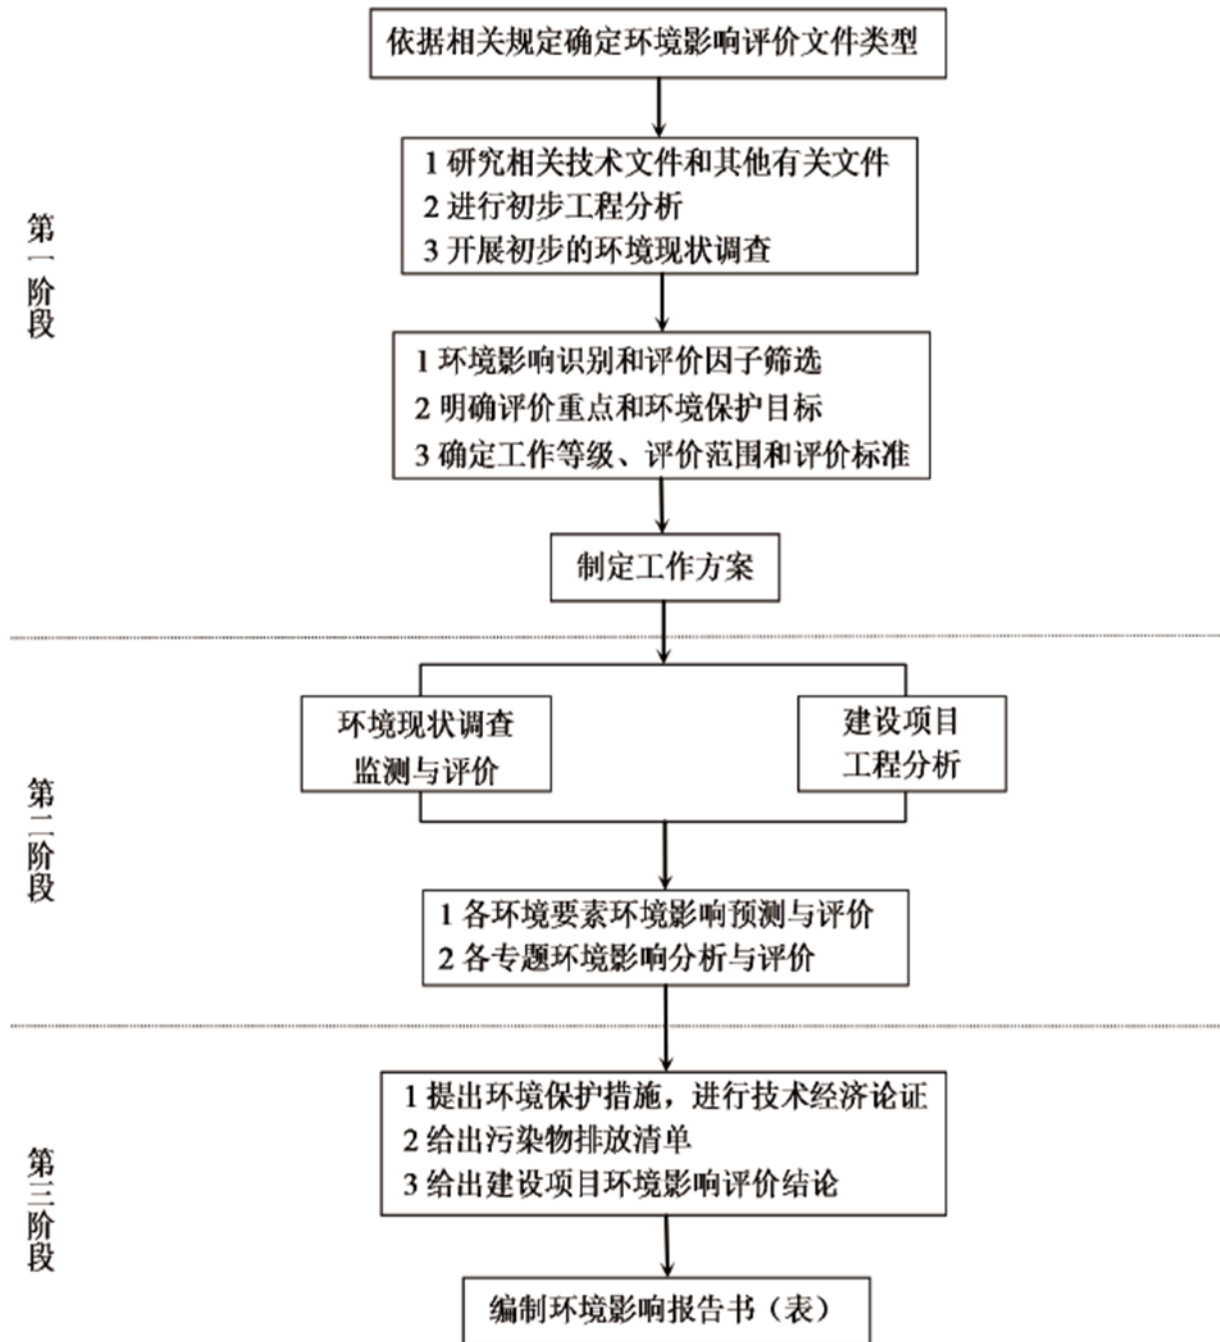 依据相关规定确定环境影响评价文件类型
1 研究相关技术文件和其他有关文件
2 进行初步工程分析
3 开展初步的环境现状调查
第一阶段
1 环境影响识别和评价因子筛选
2 明确评价重点和环境保护目标
3 确定工作等级、评价范围和评价标准
制定工作方案
环境现状调查
监测与评价
建设项目
工程分析
第二阶段
1 各环境要素环境影响预测与评价
2 各专题环境影响分析与评价
1 提出环境保护措施，进行技术经济论证
2 给出污染物排放清单
3 给出建设项目环境影响评价结论
第三阶段
编制环境影响报告书（表）